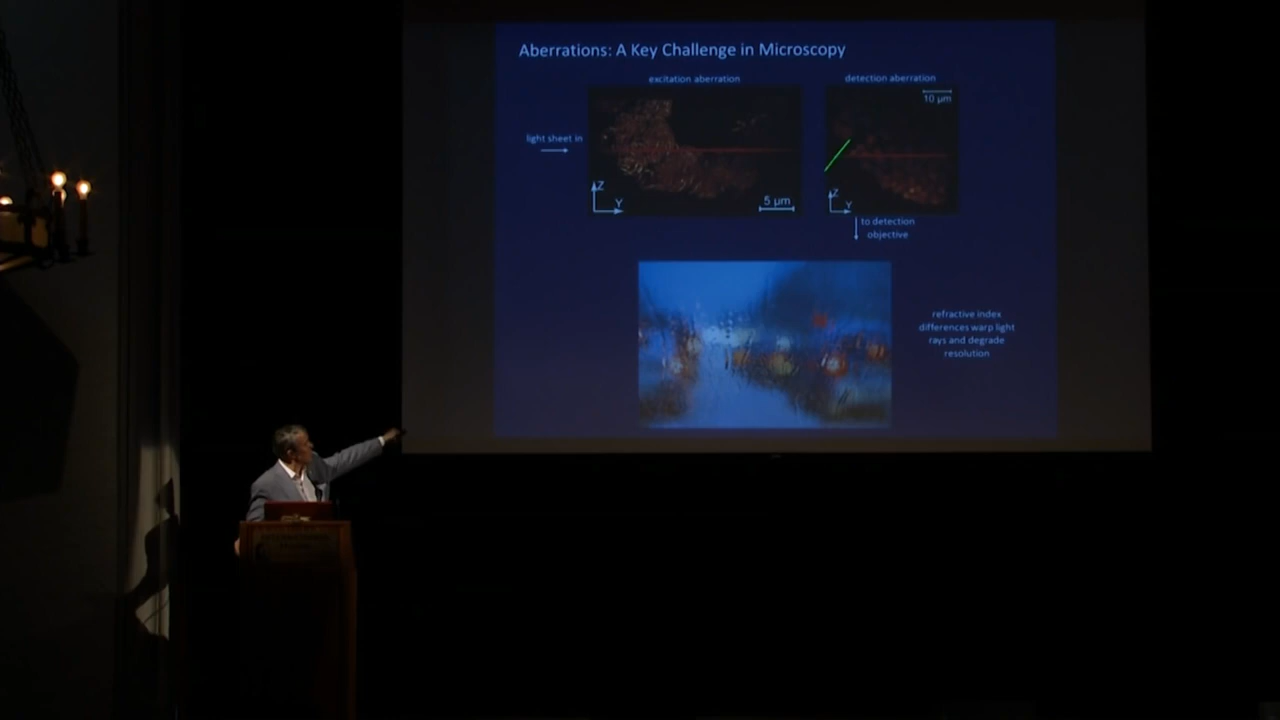 Aberrations: A Key Challenge in Microscopy
excitation aberration
detection aberration
10 µm
light sheet in
Z
Y
5 µm
Z
Y
to detection
objective
refractive index
differences warp light
rays and degrade
resolution